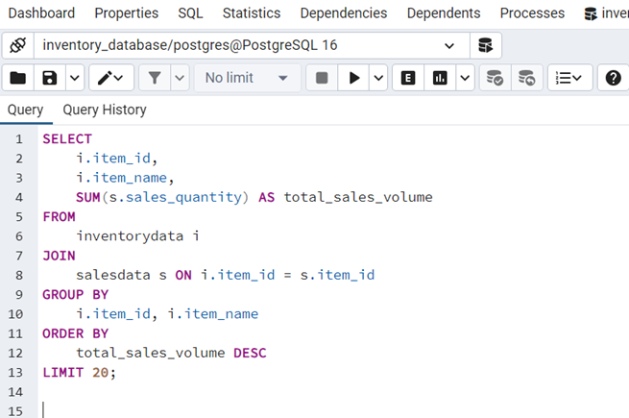 Dashboard Properties SQL Statistics Dependencies Dependents Processes inven
inventory_database/postgres@PostgreSQL 16
No limit E
Query Query History
1 SELECT
2 i.item_id,
3 i.item_name,
4 SUM(s.sales_quantity) AS total_sales_volume
5 FROM
6 inventorydata i
7 JOIN
8 salesdata s ON i.item_id = s.item_id
9 GROUP BY
10 i.item_id, i.item_name
11 ORDER BY
12 total_sales_volume DESC
13 LIMIT 20;
14
15